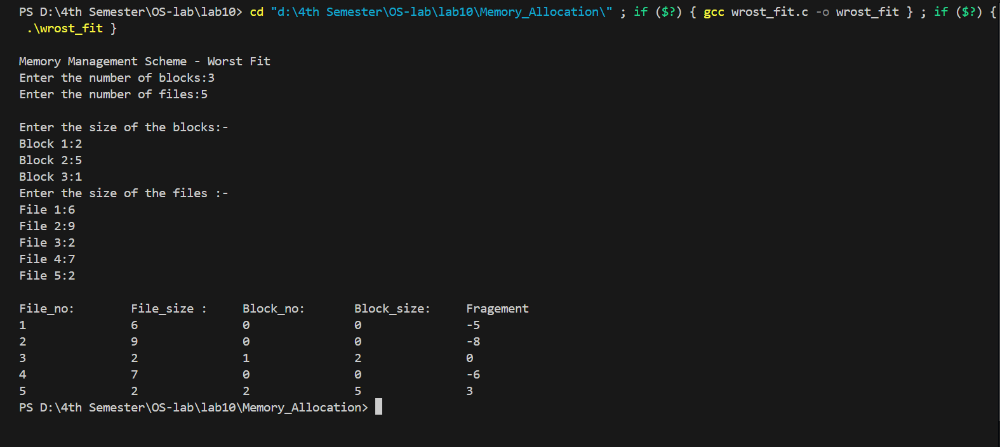 PS D:\4th Semester\OS-lab\lab10> cd "d:\4th Semester\OS-lab\lab10\Memory_Allocation\" ; if ($?) { gcc wrost_fit.c -o wrost_fit } ; if ($?) {
.\wrost_fit }
Memory Management Scheme - Worst Fit
Enter the number of blocks:3
Enter the number of files:5
Enter the size of the blocks:-
Block 1:2
Block 2:5
Block 3:1
Enter the size of the files :-
File 1:6
File 2:9
File 3:2
File 4:7
File 5:2
File_no: File_size : Block_no: Block_size: Fragement
1 6 0 0 -5
2 9 0 0 -8
3 2 1 2 0
4 7 0 0 -6
5 2 2 5 3
PS D:\4th Semester\OS-lab\lab10\Memory_Allocation>